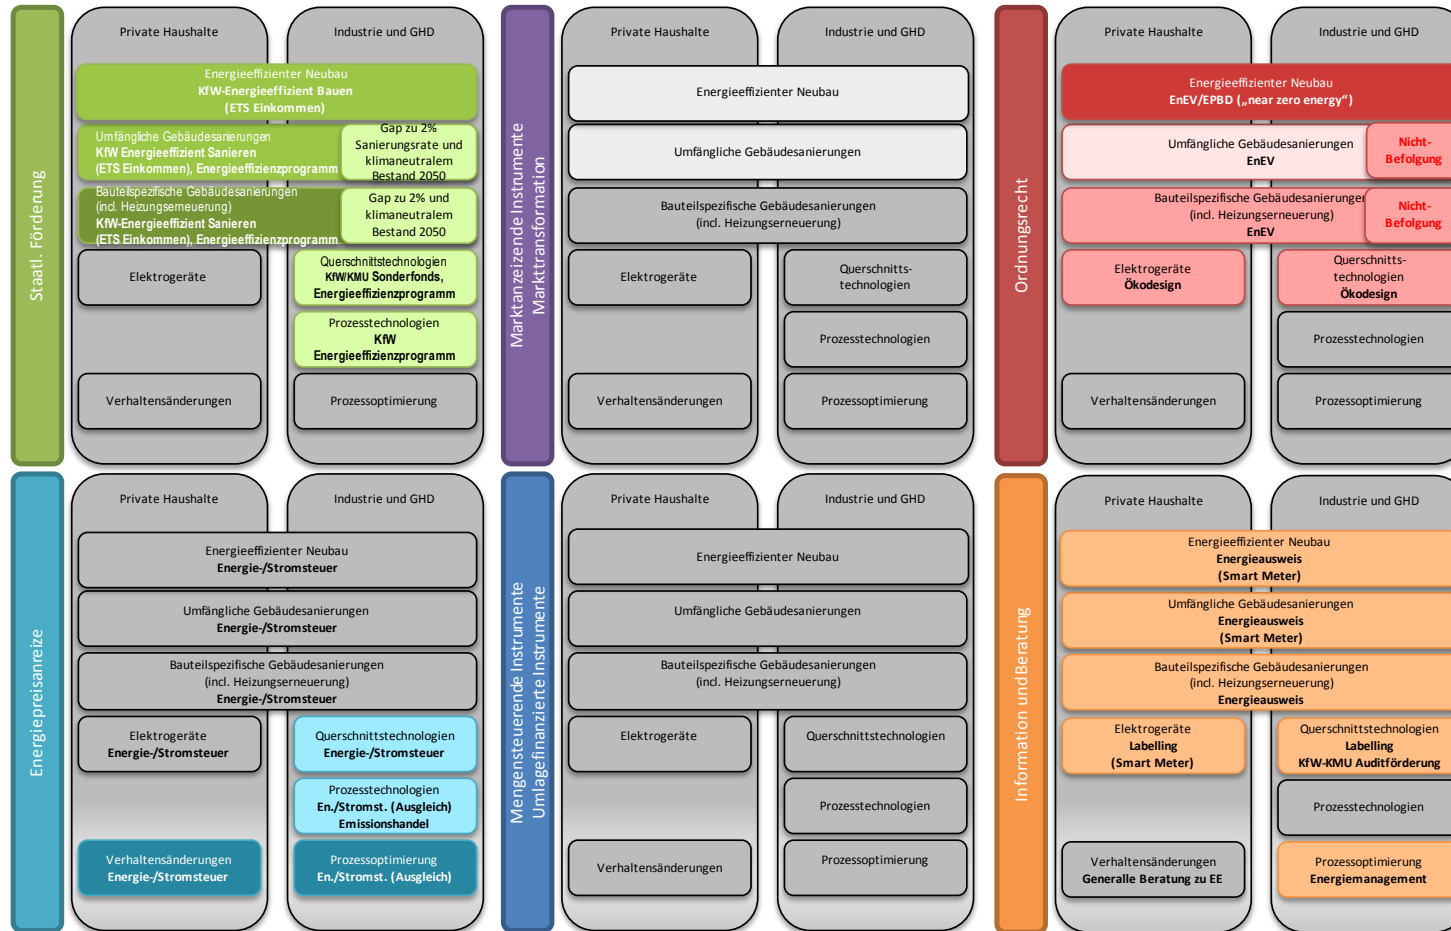 Staatl. Förderung
Private Haushalte
Industrie und GHD
Energieeffizienter Neubau
KfW-Energieeffizient Bauen
(ETS Einkommen)
Umfängliche Gebäudesanierungen
KfW Energieeffizient Sanieren
(ETS Einkommen), Energieeffizienzprogramm
Gap zu 2%
Sanierungsrate und
klimaneutralem
Bestand 2050
Bauteilspezifische Gebäudesanierungen
(incl. Heizungserneuerung)
KfW-Energieeffizient Sanieren
(ETS Einkommen), Energieeffizienzprogramm
Gap zu 2% und
klimaneutralem
Bestand 2050
Elektrogeräte
Querschnittstechnologien
KfW/KMU Sonderfonds,
Energieeffizienzprogramm
Prozesstechnologien
KfW
Energieeffizienzprogramm
Verhaltensänderungen
Prozessoptimierung
Marktanzeizende Instrumente
Markttransformation
Private Haushalte
Industrie und GHD
Energieeffizienter Neubau
Umfängliche Gebäudesanierungen
Bauteilspezifische Gebäudesanierungen
(incl. Heizungserneuerung)
Elektrogeräte
Querschnitts-
technologien
Prozesstechnologien
Verhaltensänderungen
Prozessoptimierung
Ordnungsrecht
Private Haushalte
Industrie und GHD
Energieeffizienter Neubau
EnEV/EPBD („near zero energy“)
Umfängliche Gebäudesanierungen
EnEV
Nicht-
Befolgung
Bauteilspezifische Gebäudesanierungen
(incl. Heizungserneuerung)
EnEV
Nicht-
Befolgung
Elektrogeräte
Ökodesign
Querschnitts-
technologien
Ökodesign
Prozesstechnologien
Verhaltensänderungen
Prozessoptimierung
Energiepreisanreize
Private Haushalte
Industrie und GHD
Energieeffizienter Neubau
Energie-/Stromsteuer
Umfängliche Gebäudesanierungen
Energie-/Stromsteuer
Bauteilspezifische Gebäudesanierungen
(incl. Heizungserneuerung)
Energie-/Stromsteuer
Elektrogeräte
Energie-/Stromsteuer
Querschnittstechnologien
Energie-/Stromsteuer
Prozesstechnologien
En./Stromst. (Ausgleich)
Emissionshandel
Verhaltensänderungen
Energie-/Stromsteuer
Prozessoptimierung
En./Stromst. (Ausgleich)
Mengensteuerende Instrumente
Umlagefinanzierte Instrumente
Private Haushalte
Industrie und GHD
Energieeffizienter Neubau
Umfängliche Gebäudesanierungen
Bauteilspezifische Gebäudesanierungen
(incl. Heizungserneuerung)
Elektrogeräte
Querschnittstechnologien
Prozesstechnologien
Verhaltensänderungen
Prozessoptimierung
Information und Beratung
Private Haushalte
Industrie und GHD
Energieeffizienter Neubau
Energieausweis
(Smart Meter)
Umfängliche Gebäudesanierungen
Energieausweis
(Smart Meter)
Bauteilspezifische Gebäudesanierungen
(incl. Heizungserneuerung)
Energieausweis
Elektrogeräte
Labelling
(Smart Meter)
Querschnittstechnologien
Labelling
KfW-KMU Auditförderung
Prozesstechnologien
Verhaltensänderungen
Generalle Beratung zu EE
Prozessoptimierung
Energiemanagement